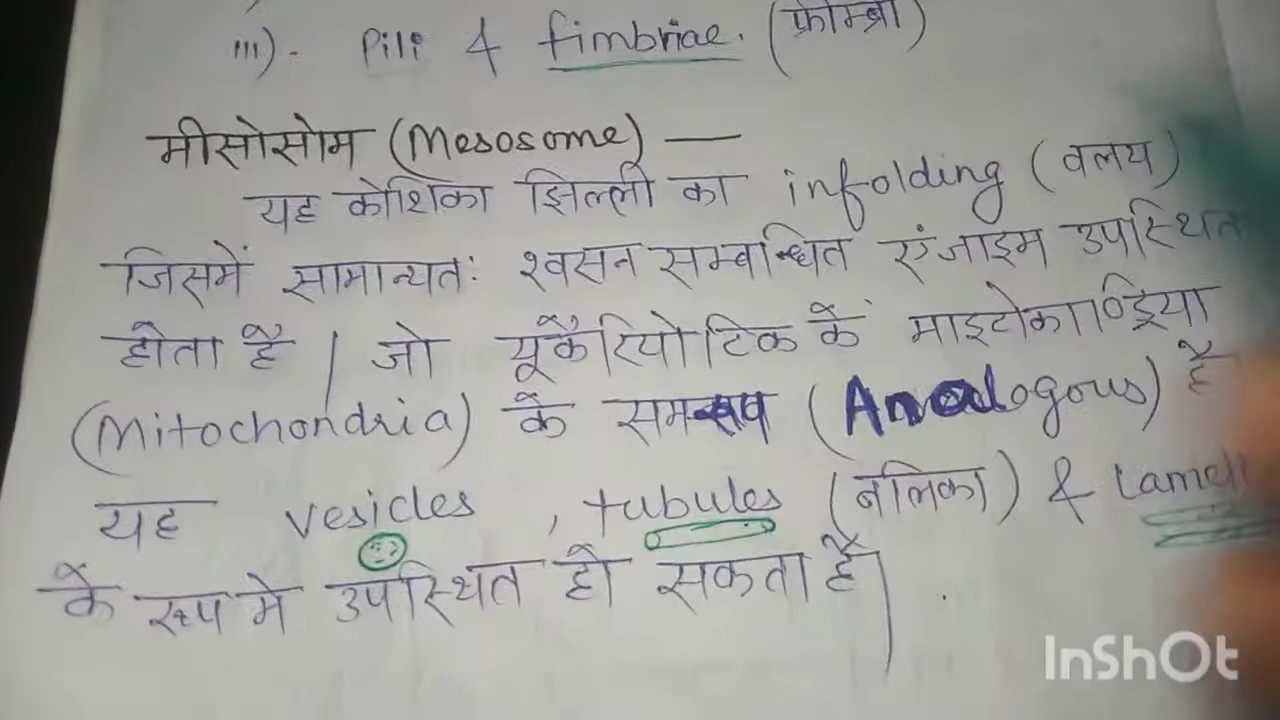 iii)- Pili & fimbriae. (फ्रीम्ब्री)
मीसोसोम (Mesosome) —
यह कोशिका झिल्ली का infolding (वलय)
जिसमें सामान्यतः श्वसन सम्बन्धित एंजाइम उपस्थित
होता है | जो यूकैरियोटिक के माइटोकाण्ड्रिया
(Mitochondria) के समरूप (Analogous) है
यह vesicles, tubules (नलिका) & Lamell
के रूप मे उपस्थित हो सकता है|
InShOt